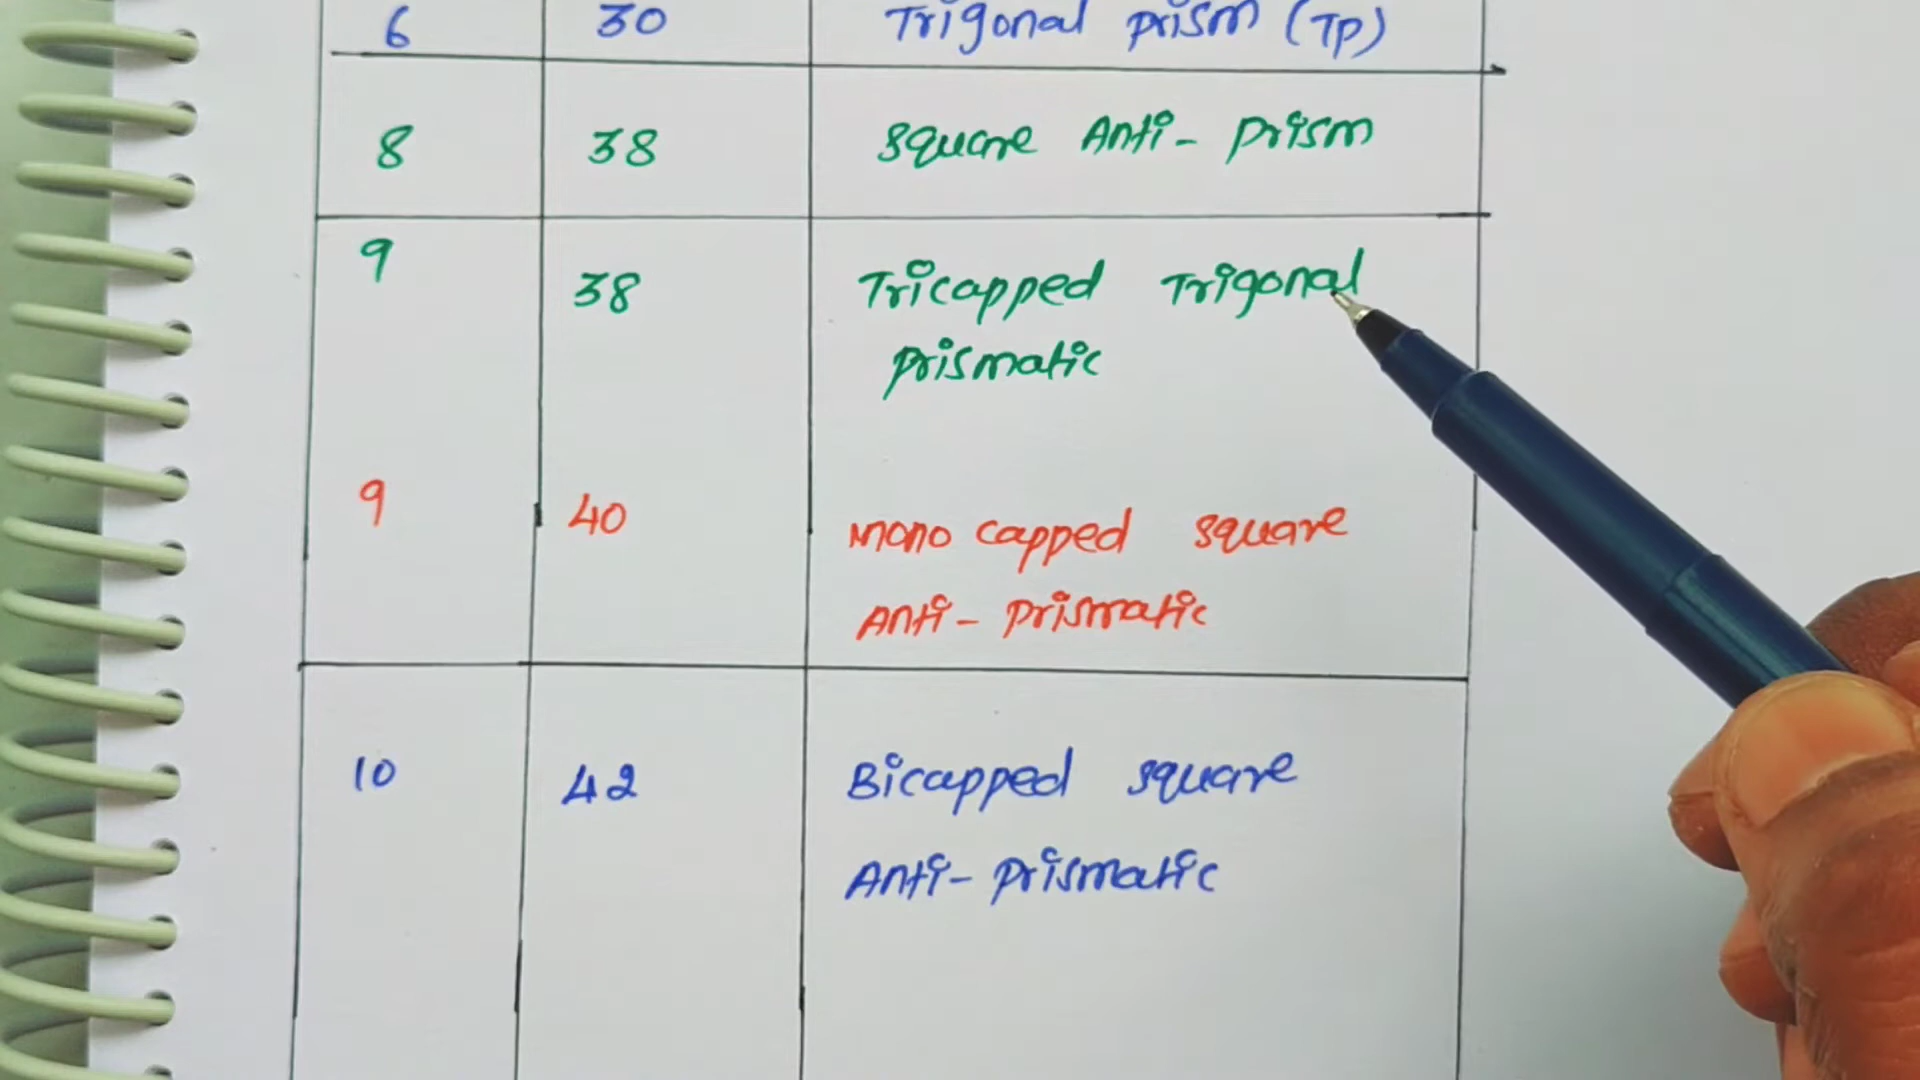 6 30 Trigonal prism (Tp)
8 38 Square Anti- prism
9 38 Tricapped Trigonal
prismatic
9 40 Mono capped square
Anti- prismatic
10 42 Bicapped square
Anti- prismatic